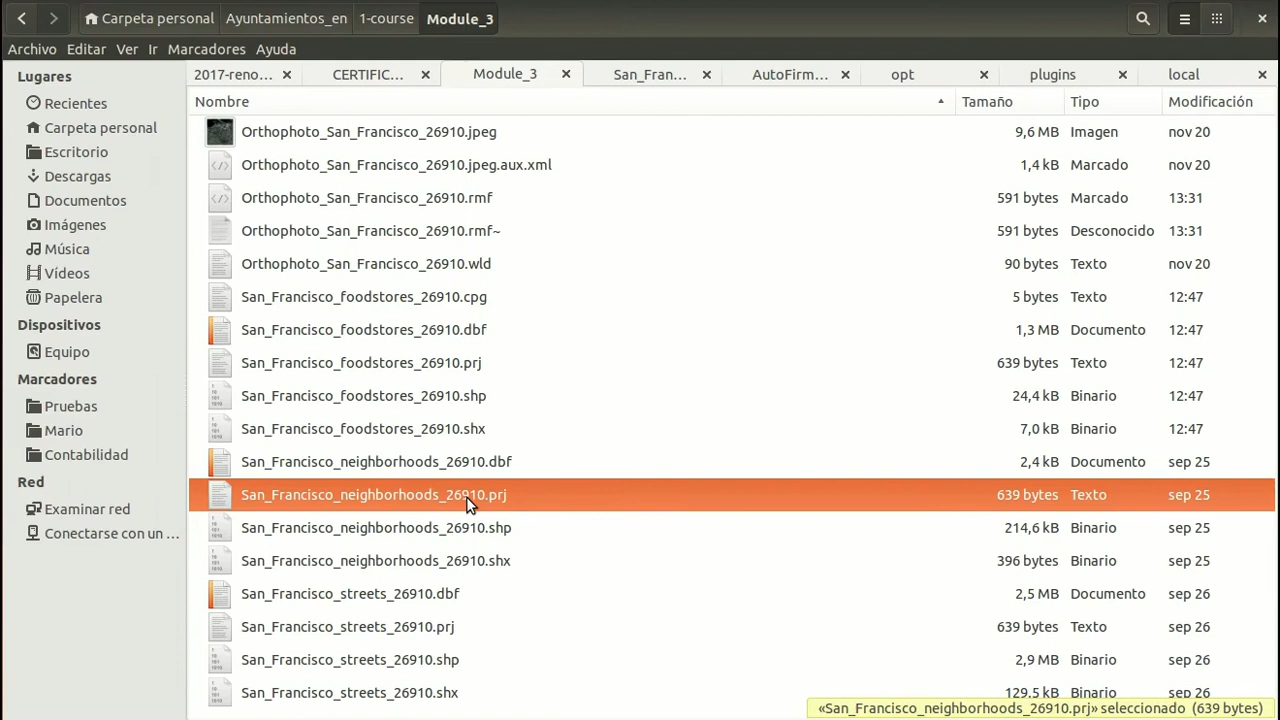 Carpeta personal Ayuntamientos_en 1-course Module_3
Archivo Editar Ver Ir Marcadores Ayuda
Lugares
Recientes
Carpeta personal
Escritorio
Descargas
Documentos
Imágenes
Música
Vídeos
Papelera
Dispositivos
Equipo
Marcadores
Pruebas
Mario
Contabilidad
Red
Examinar red
Conectarse con un ...
2017-reno... CERTIFIC... Module_3 San_Fran... AutoFirm... opt plugins local
Nombre Tamaño Tipo Modificación
Orthophoto_San_Francisco_26910.jpeg 9,6 MB Imagen nov 20
Orthophoto_San_Francisco_26910.jpeg.aux.xml 1,4 kB Marcado nov 20
Orthophoto_San_Francisco_26910.rmf 591 bytes Marcado 13:31
Orthophoto_San_Francisco_26910.rmf~ 391 bytes Desconocido 13:31
Orthophoto_San_Francisco_26910.wld 90 bytes Texto nov 20
San_Francisco_foodstores_26910.cpg 5 bytes Texto 12:47
San_Francisco_foodstores_26910.dbf 1,3 MB Documento 12:47
San_Francisco_foodstores_26910.prj 639 bytes Texto 12:47
San_Francisco_foodstores_26910.shp 24,4 kB Binario 12:47
San_Francisco_foodstores_26910.shx 7,0 kB Binario 12:47
San_Francisco_neighborhoods_26910.dbf 2,4 kB Documento sep 25
San_Francisco_neighborhoods_26910.prj 639 bytes Texto sep 25
San_Francisco_neighborhoods_26910.shp 214,6 kB Binario sep 25
San_Francisco_neighborhoods_26910.shx 396 bytes Binario sep 25
San_Francisco_streets_26910.dbf 2,5 MB Documento sep 26
San_Francisco_streets_26910.prj 639 bytes Texto sep 26
San_Francisco_streets_26910.shp MB Binario sep 26
San_Francisco_streets_26910.shx 129,5 kB Binario sep 26
«San_Francisco_neighborhoods_26910.prj» seleccionado (639 bytes)